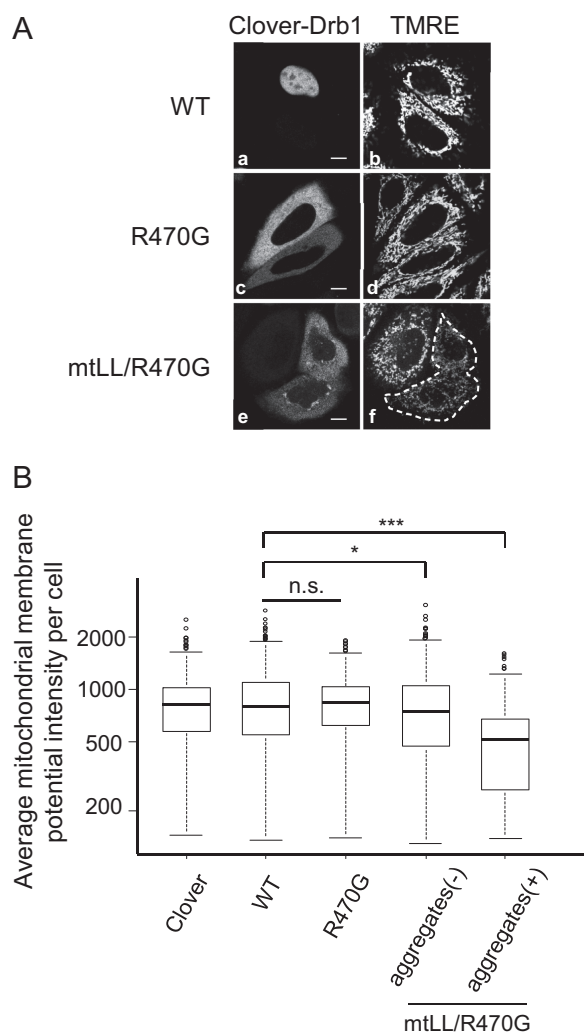 A
Clover-Drb1 TMRE
WT
a b
R470G
c d
mtLL/R470G
e f
B
***
*
n.s.
Average mitochondrial membrane
potential intensity per cell
2000
1000
500
200
Clover
WT
R470G
aggregates(-)
aggregates(+)
mtLL/R470G